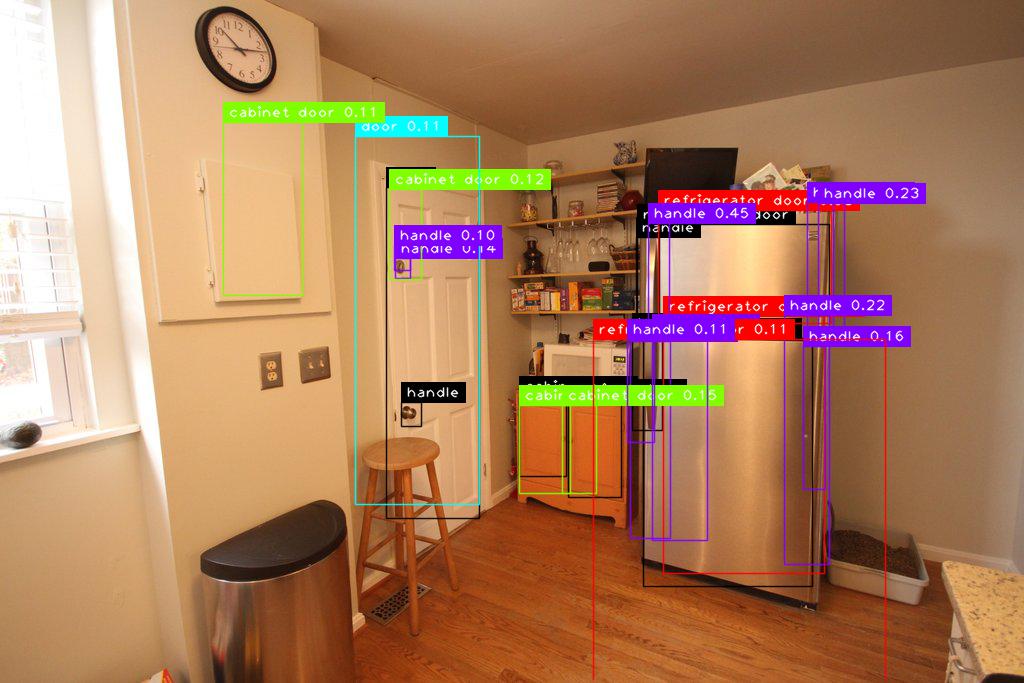 cabinet door 0.11
door 0.11
cabinet door 0.12
handle 0.23
refrigerator door
handle 0.45
door
handle
handle 0.10
handle 0.14
refrigerator
handle 0.22
handle 0.11
0.11
handle 0.16
handle
cabinet door 0.15